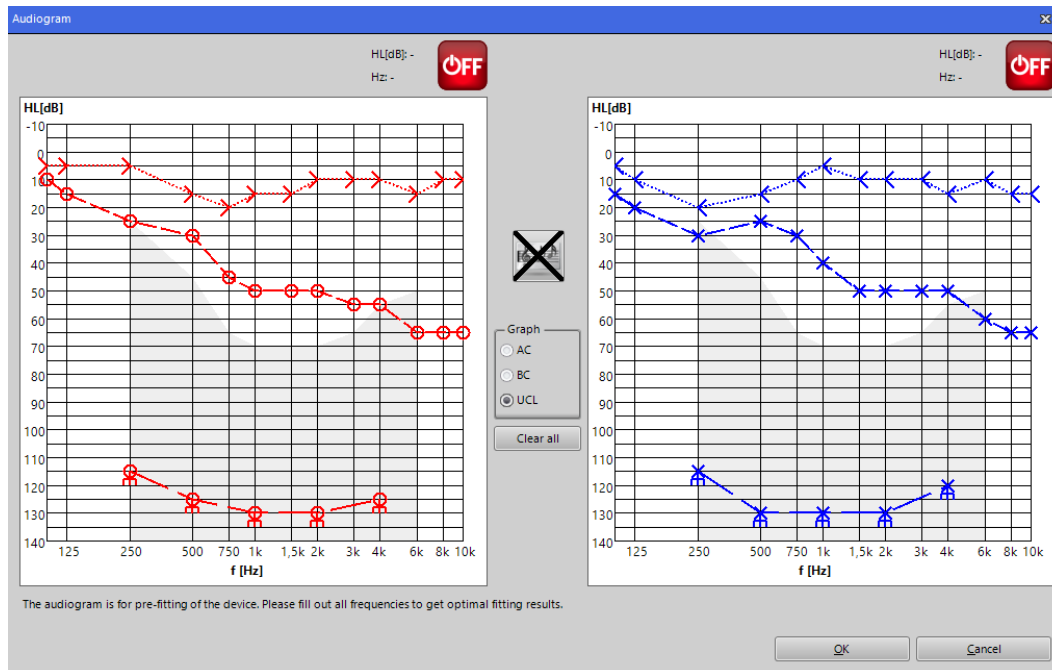 Audiogram
HL[dB]: -
Hz: -
OFF
HL[dB]: -
Hz: -
OFF
HL[dB]
-10
0
10
20
30
40
50
60
70
80
90
100
110
120
130
140
125 250 500 750 1k 1,5k 2k 3k 4k 6k 8k 10k
f [Hz]
Graph
AC
BC
UCL
Clear all
HL[dB]
-10
0
10
20
30
40
50
60
70
80
90
100
110
120
130
140
125 250 500 750 1k 1,5k 2k 3k 4k 6k 8k 10k
f [Hz]
The audiogram is for pre-fitting of the device. Please fill out all frequencies to get optimal fitting results.
OK
Cancel